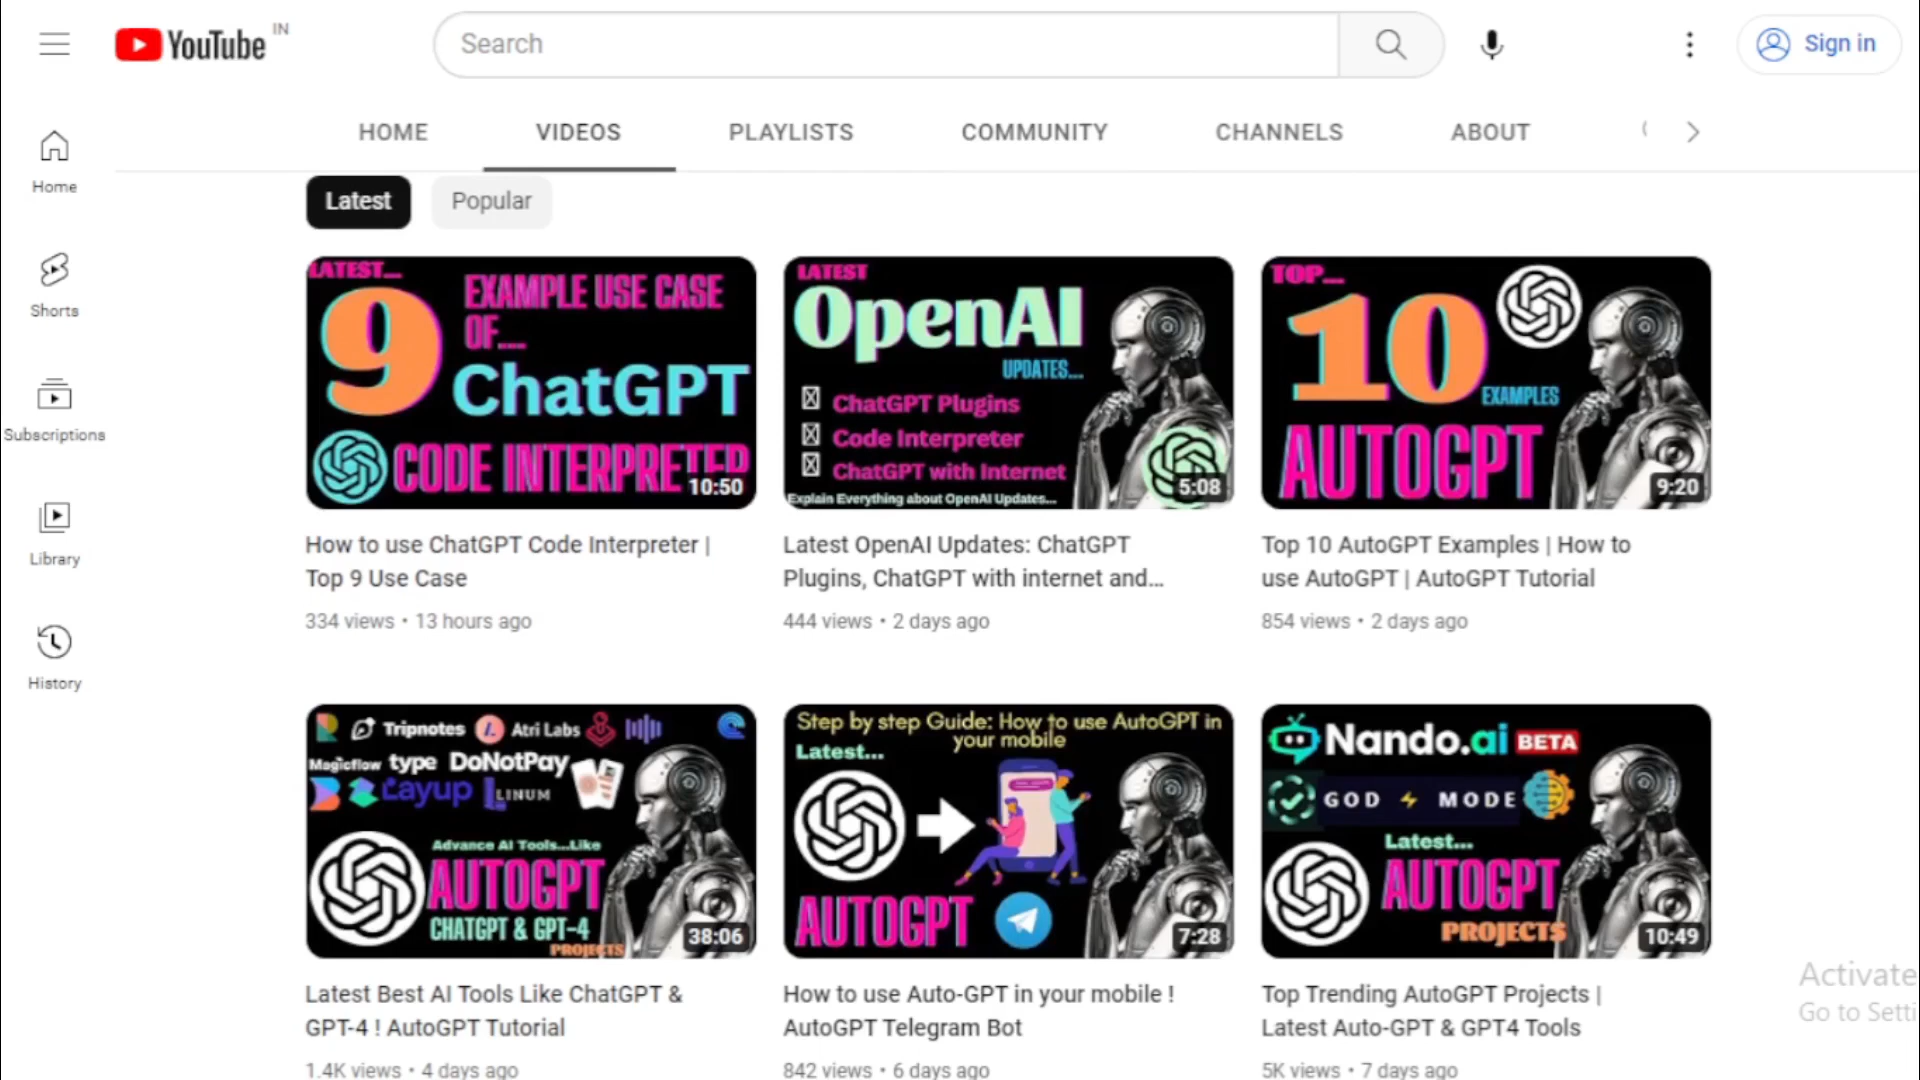 YouTube IN
Search
Sign in
HOME VIDEOS PLAYLISTS COMMUNITY CHANNELS ABOUT
Home
Shorts
Subscriptions
Library
History
Latest Popular
LATEST...
9
EXAMPLE USE CASE
OF....
ChatGPT
CODE INTERPRETER
10:50
How to use ChatGPT Code Interpreter |
Top 9 Use Case
334 views • 13 hours ago
LATEST
OpenAI
UPDATES...
ChatGPT Plugins
Code Interpreter
ChatGPT with Internet
Explain Everything about OpenAI Updates...
5:08
Latest OpenAI Updates: ChatGPT
Plugins, ChatGPT with internet and...
444 views • 2 days ago
TOP...
10
EXAMPLES
AUTOGPT
9:20
Top 10 AutoGPT Examples | How to
use AutoGPT | AutoGPT Tutorial
854 views • 2 days ago
Tripnotes Atri Labs
Magicflow type DoNotPay
Layup LINUM
Advance AI Tools...Like
AUTOGPT
CHATGPT & GPT-4
PROJECTS
38:06
Latest Best AI Tools Like ChatGPT &
GPT-4 ! AutoGPT Tutorial
1.4K views • 4 days ago
Step by step Guide: How to use AutoGPT in
your mobile
Latest...
AUTOGPT
7:28
How to use Auto-GPT in your mobile !
AutoGPT Telegram Bot
842 views • 6 days ago
Nando.ai BETA
GOD MODE
Latest...
AUTOGPT
PROJECTS
10:49
Top Trending AutoGPT Projects |
Latest Auto-GPT & GPT4 Tools
5K views • 7 days ago
Activate
Go to Setti